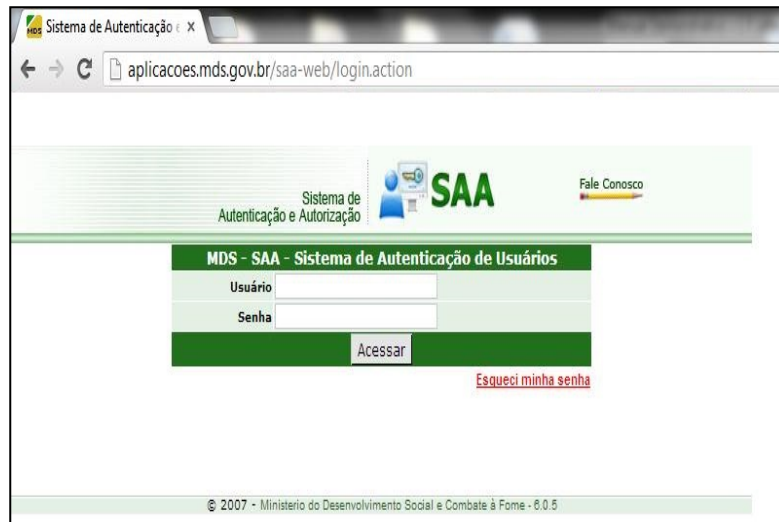 MDS
Sistema de Autenticação e
aplicacoes.mds.gov.br/saa-web/login.action
Sistema de
Autenticação e Autorização
SAA
Fale Conosco
MDS - SAA - Sistema de Autenticação de Usuários
Usuário
Senha
Acessar
Esqueci minha senha
© 2007 - Ministerio do Desenvolvimento Social e Combate à Fome - 6.0.5